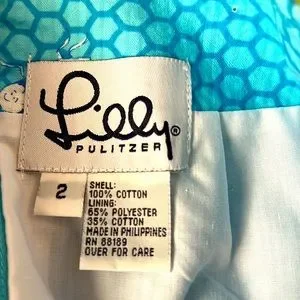 Lilly®
PULITZER
2
SHELL:
100% COTTON
LINING:
65% POLYESTER
35% COTTON
MADE IN PHILIPPINES
RN 88189
OVER FOR CARE